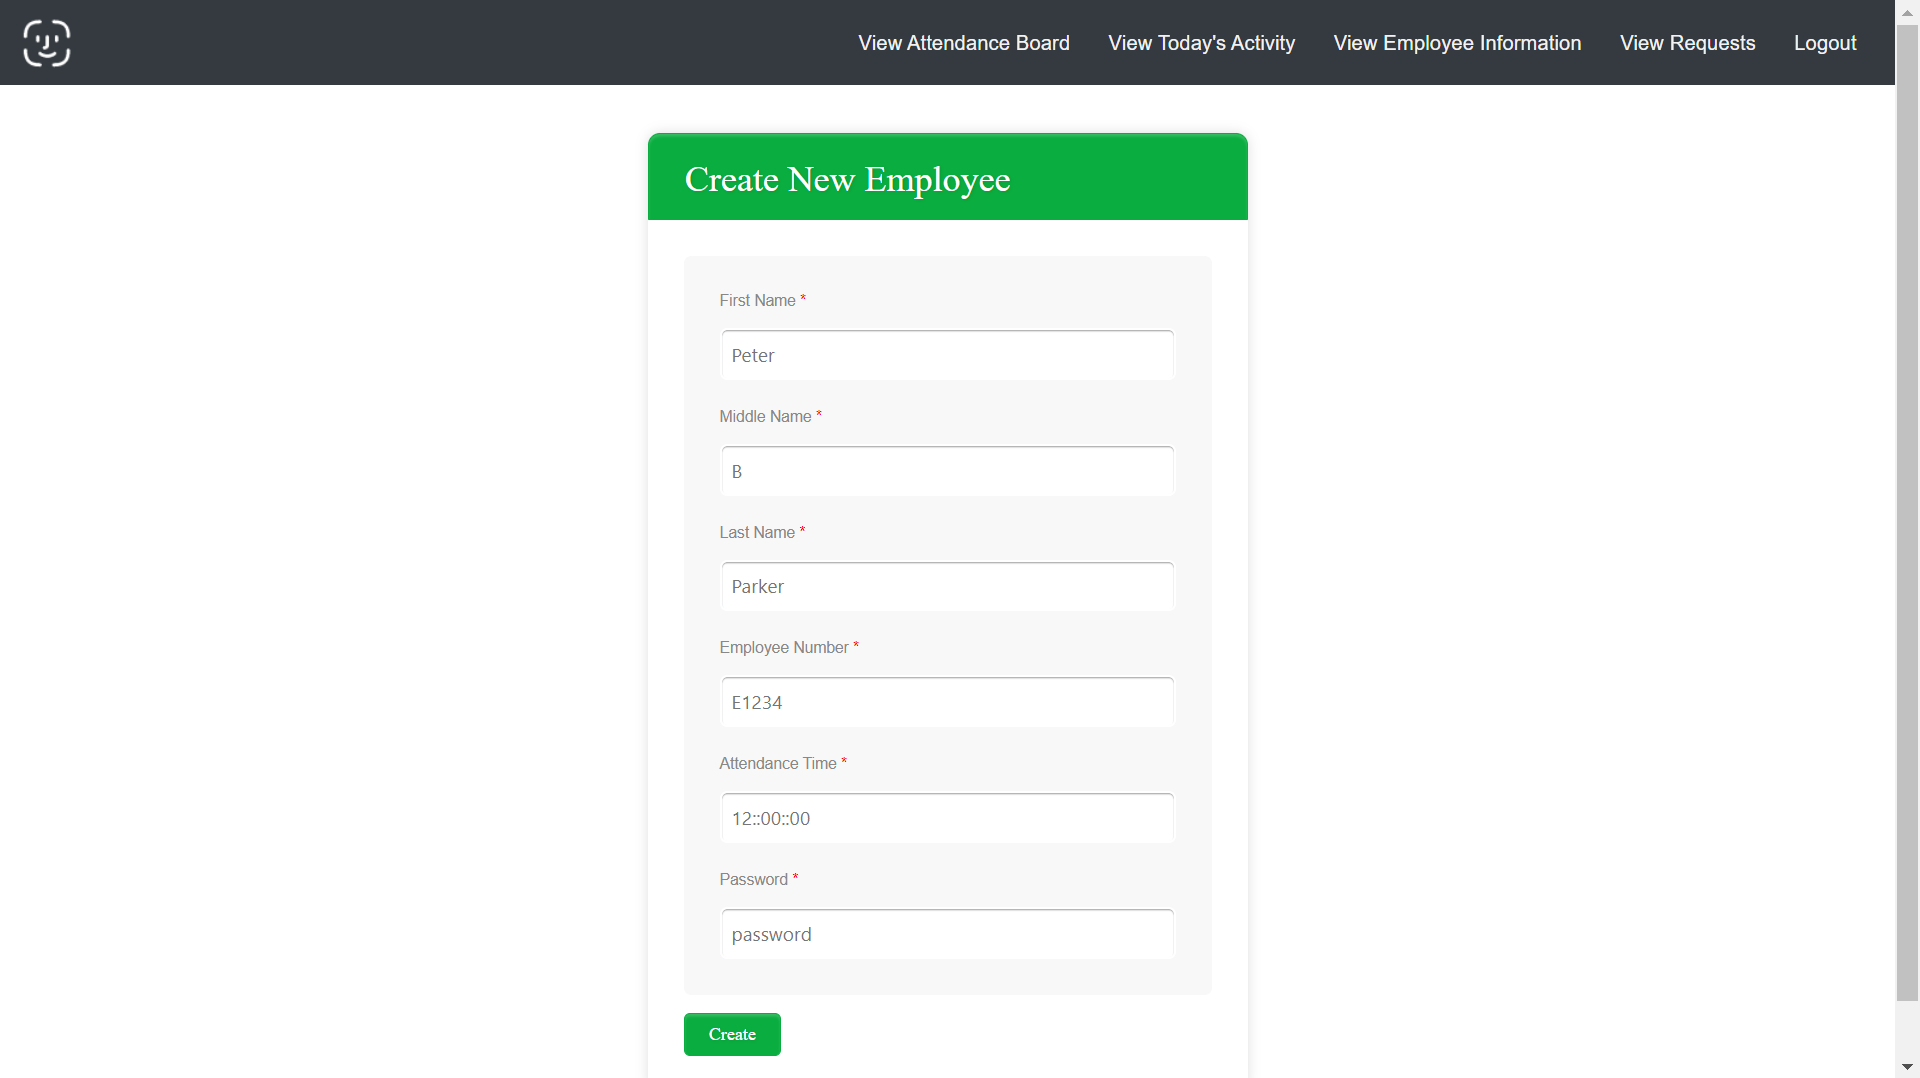 View Attendance Board View Today's Activity View Employee Information View Requests Logout
Create New Employee
First Name *
Peter
Middle Name *
B
Last Name *
Parker
Employee Number *
E1234
Attendance Time *
12::00::00
Password *
password
Create